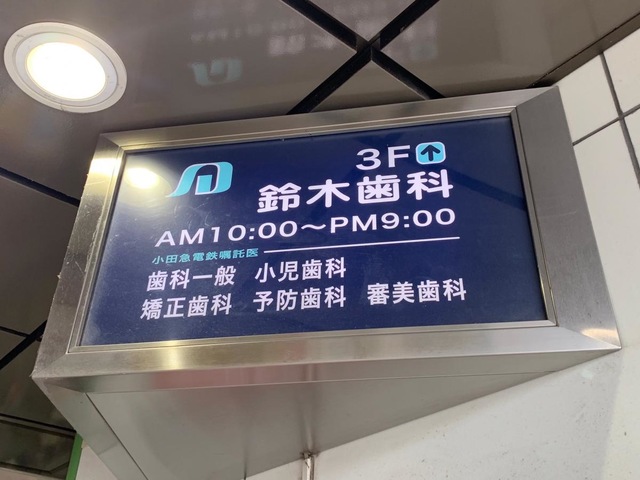 3F↑
鈴木歯科
AM10:00～PM9:00
小田急電鉄嘱託医
歯科一般 小児歯科
矯正歯科 予防歯科 審美歯科